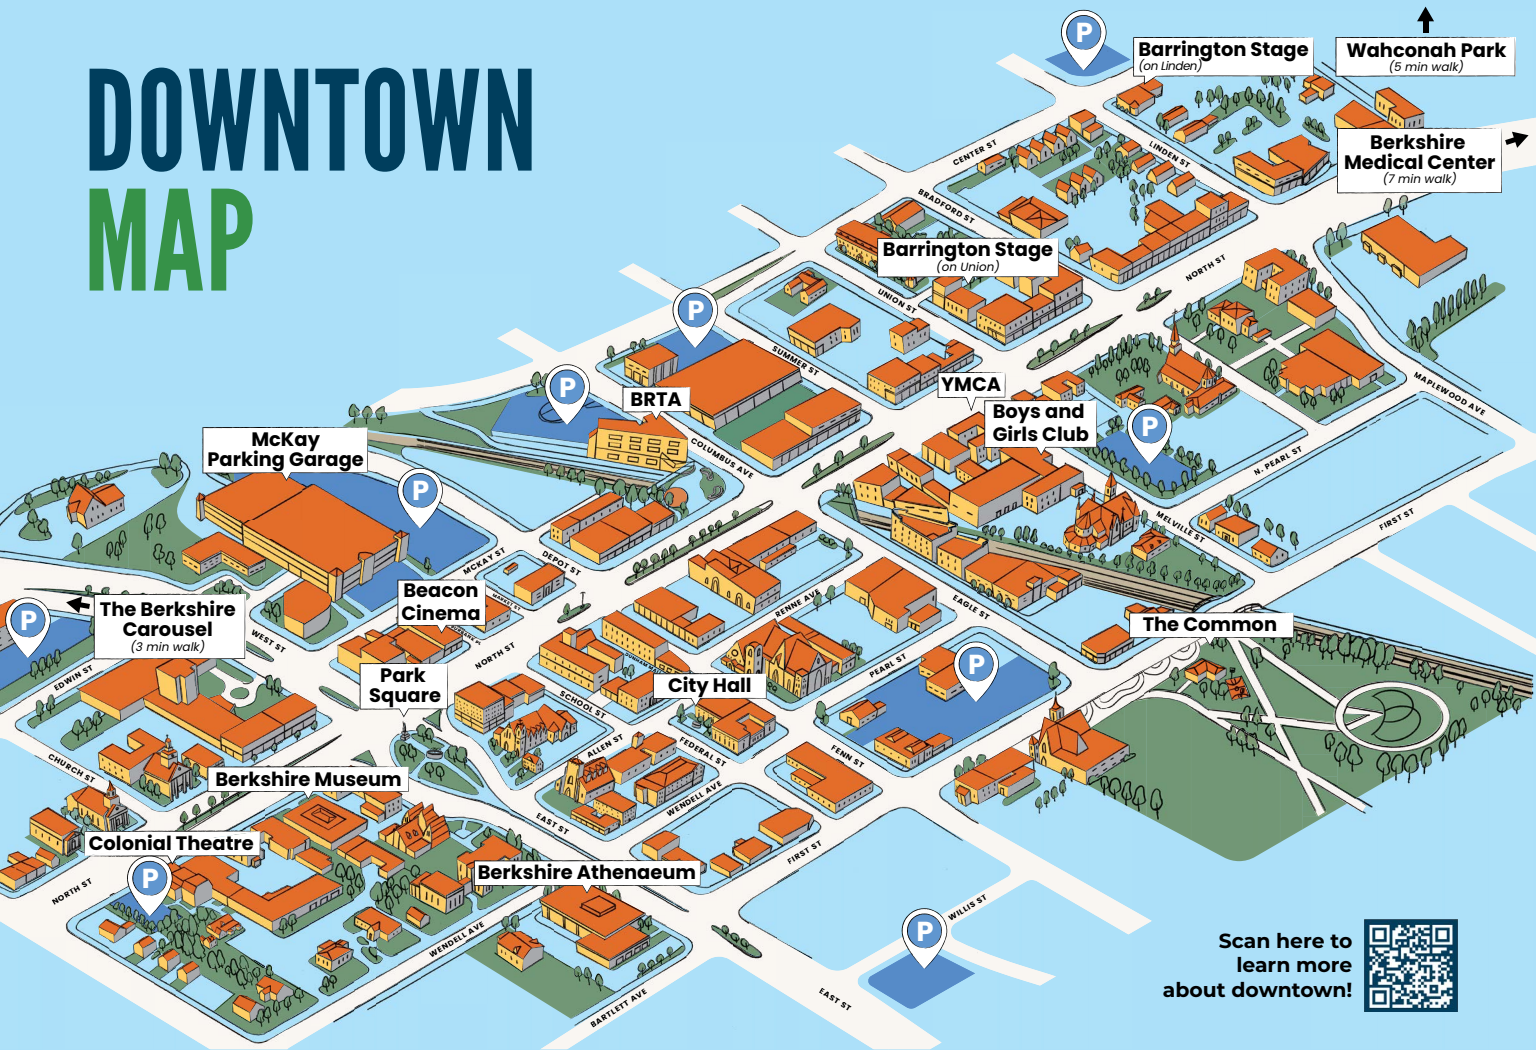 DOWNTOWN
MAP
P
Barrington Stage
(on Linden)
Wahconah Park
(5 min walk)
Berkshire
Medical Center
(7 min walk)
CENTER ST
LINDEN ST
BRADFORD ST
Barrington Stage
(on Union)
NORTH ST
UNION ST
P
SUMMER ST
P
BRTA
YMCA
Boys and
Girls Club
MAPLEWOOD AVE
P
McKay
Parking Garage
COLUMBUS AVE
N. PEARL ST
P
MELVILLE ST
FIRST ST
MCKAY ST
DEPOT ST
MARKET ST
Beacon
Cinema
RENNE AVE
EAGLE ST
The Common
P
The Berkshire
Carousel
(3 min walk)
WEST ST
NORTH ST
EDWIN ST
Park
Square
City Hall
PEARL ST
P
SCHOOL ST
ALLEN ST
FEDERAL ST
FENN ST
CHURCH ST
Berkshire Museum
WENDELL AVE
EAST ST
Colonial Theatre
FIRST ST
P
NORTH ST
Berkshire Athenaeum
WENDELL AVE
WILLIS ST
P
BARTLETT AVE
EAST ST
Scan here to
learn more
about downtown!